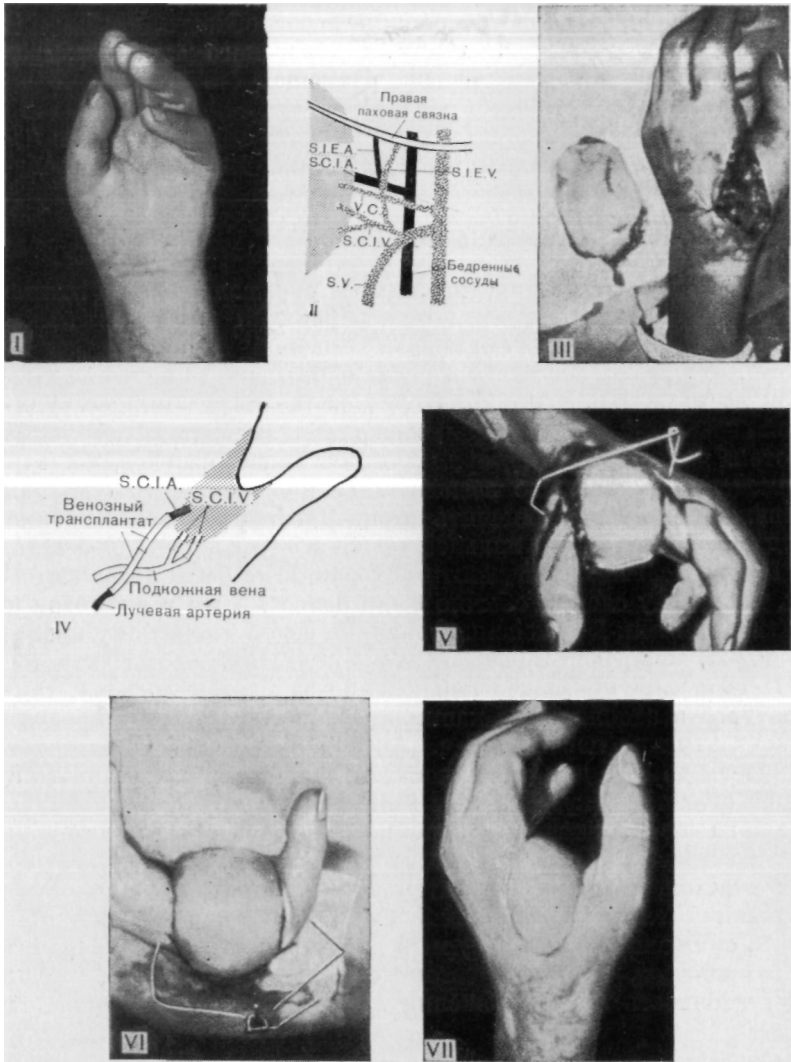 I
Правая
паховая связка
S.I.E.A.
S.C.I.A.
S.I.E.V.
V.C.
S.C.I.V.
Бедренные
сосуды
S.V.
II
III
S.C.I.A.
S.C.I.V.
Венозный
трансплантат
Подкожная вена
Лучевая артерия
IV
V
VI
VII